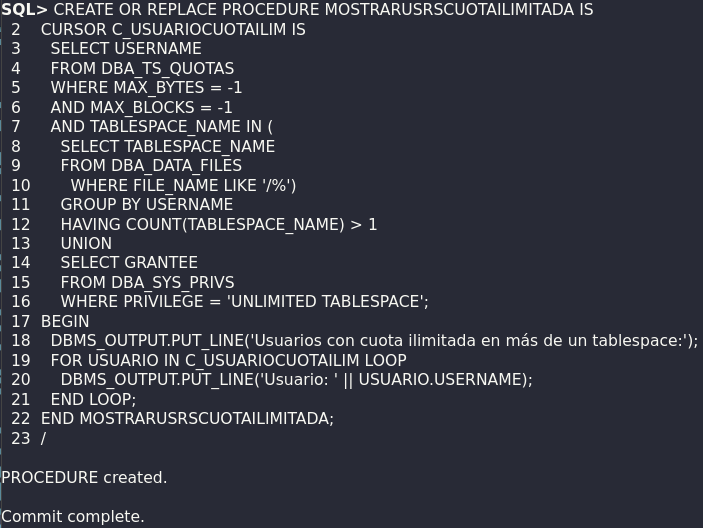 SQL> CREATE OR REPLACE PROCEDURE MOSTRARUSRSCUOTAILIMITADA IS
2 CURSOR C_USUARIOCUOTAILIM IS
3 SELECT USERNAME
4 FROM DBA_TS_QUOTAS
5 WHERE MAX_BYTES = -1
6 AND MAX_BLOCKS = -1
7 AND TABLESPACE_NAME IN (
8 SELECT TABLESPACE_NAME
9 FROM DBA_DATA_FILES
10 WHERE FILE_NAME LIKE '/%')
11 GROUP BY USERNAME
12 HAVING COUNT(TABLESPACE_NAME) > 1
13 UNION
14 SELECT GRANTEE
15 FROM DBA_SYS_PRIVS
16 WHERE PRIVILEGE = 'UNLIMITED TABLESPACE';
17 BEGIN
18 DBMS_OUTPUT.PUT_LINE('Usuarios con cuota ilimitada en más de un tablespace:');
19 FOR USUARIO IN C_USUARIOCUOTAILIM LOOP
20 DBMS_OUTPUT.PUT_LINE('Usuario: ' || USUARIO.USERNAME);
21 END LOOP;
22 END MOSTRARUSRSCUOTAILIMITADA;
23 /
PROCEDURE created.
Commit complete.